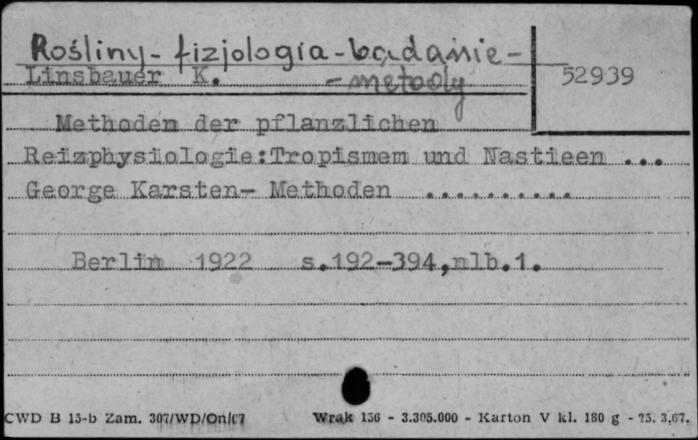 Rośliny - fizjologia - badanie -
- metody
Linsbauer K.
52939
Methoden der pflanzlichen
Reizphysiologie:Tropismem und Nastieen ...
George Karsten- Methoden ..........
Berlin 1922 s.192-394,nlb.1.
CWD B 15-b Zam. 307/WD/On/67 Wrak 156 - 3.305.000 - Karton V kl. 180 g - 25. 3.67.